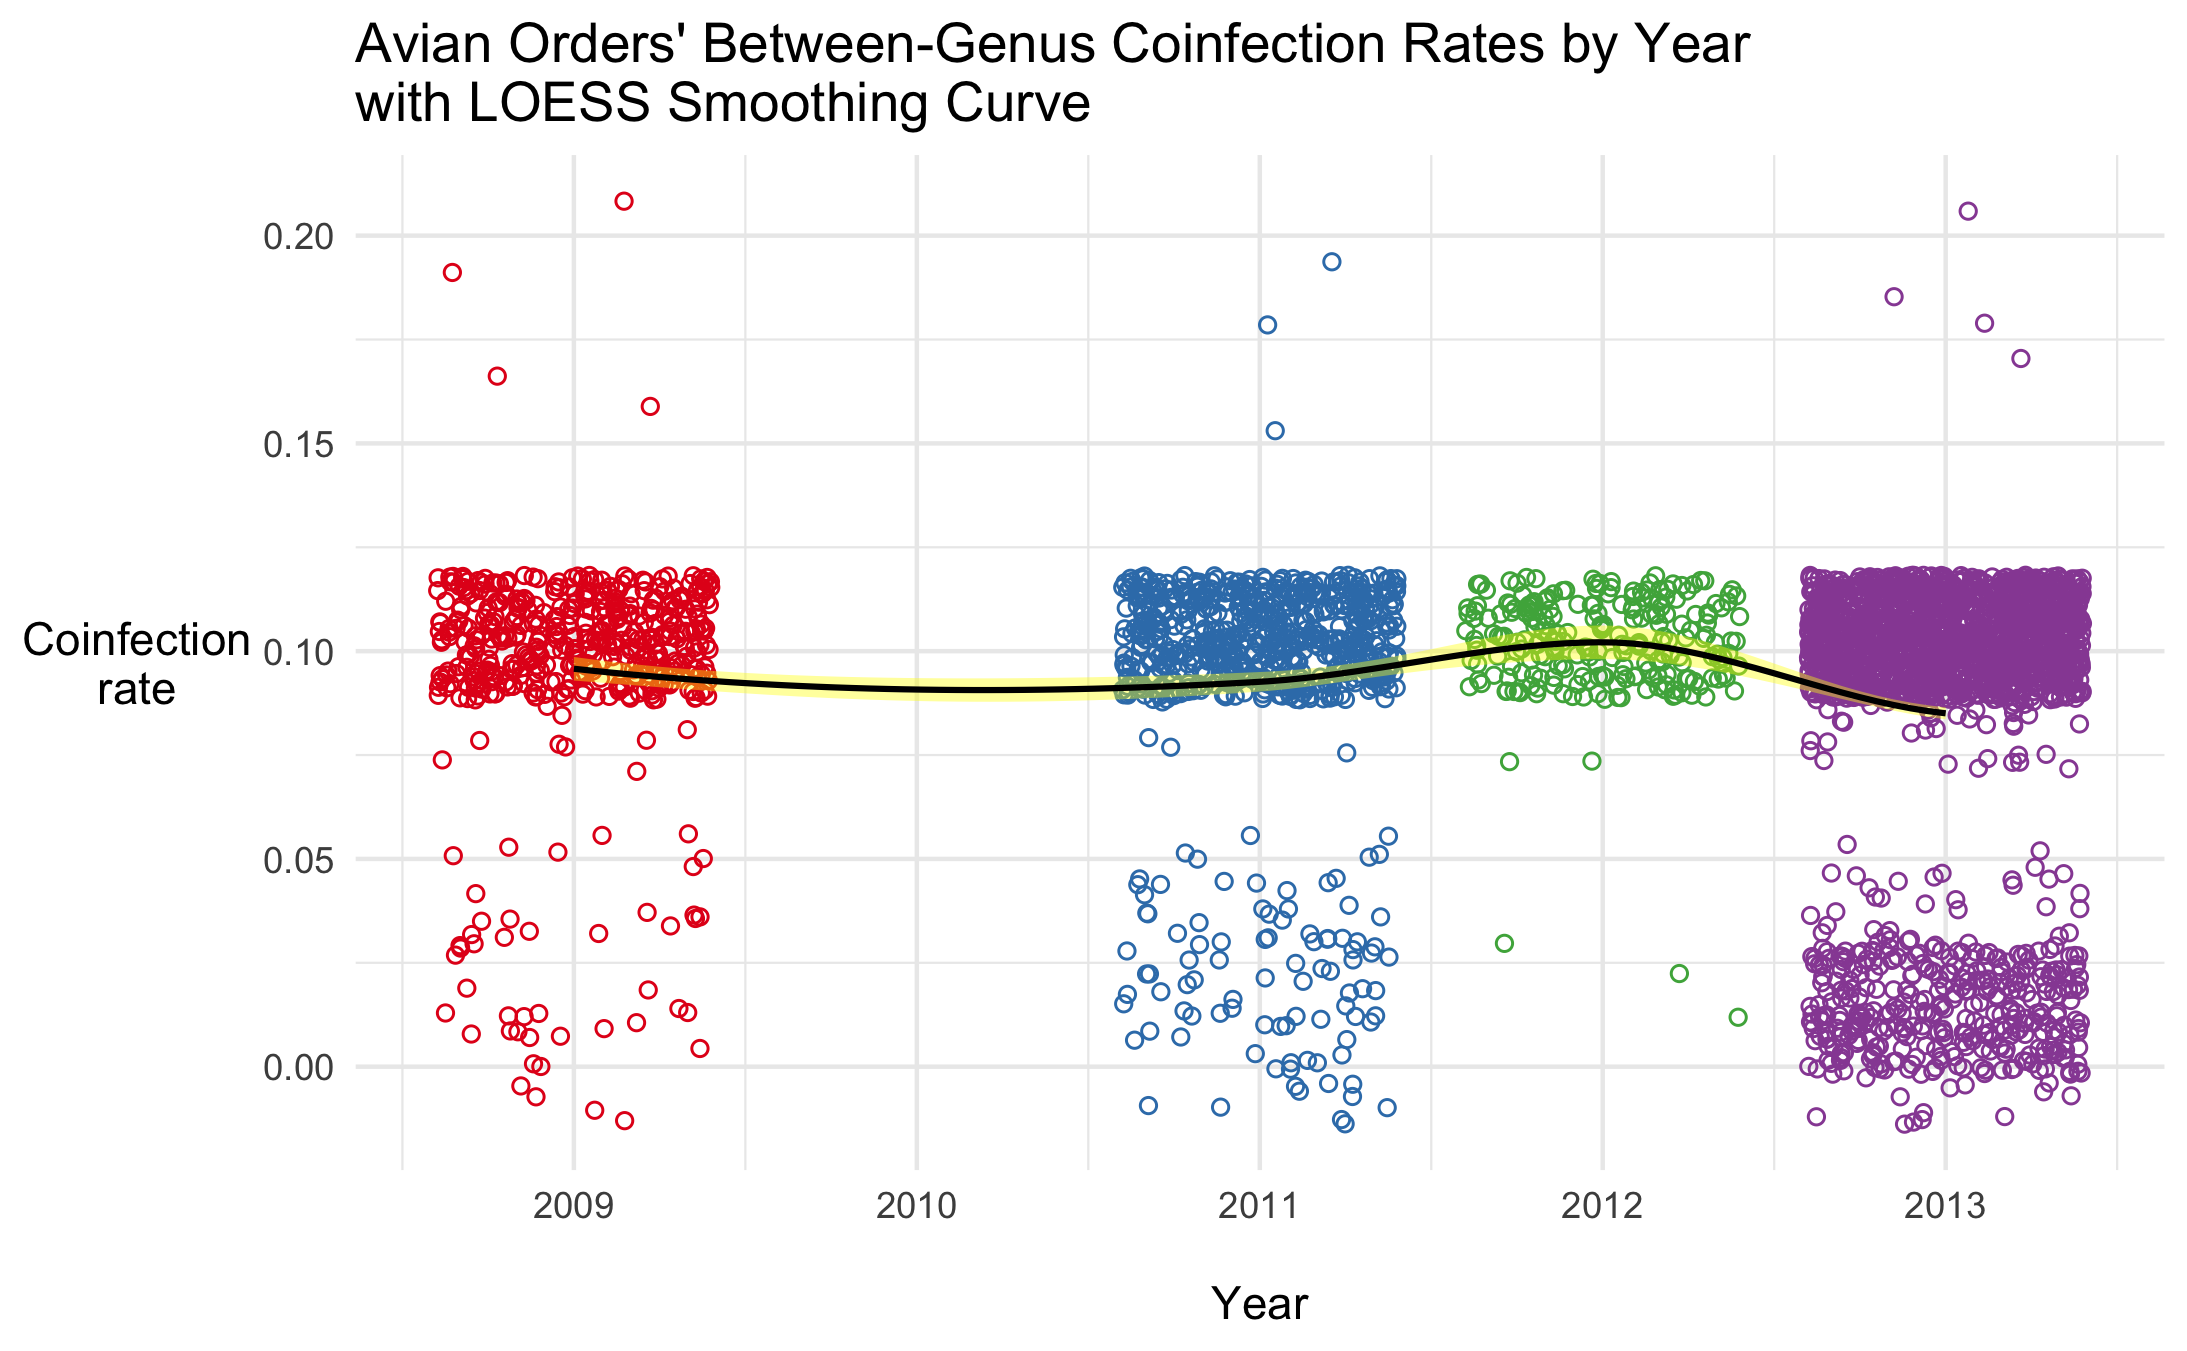 Avian Orders' Between-Genus Coinfection Rates by Year
with LOESS Smoothing Curve
0.20
0.15
0.10
0.05
0.00
Coinfection
rate
2009 2010 2011 2012 2013
Year